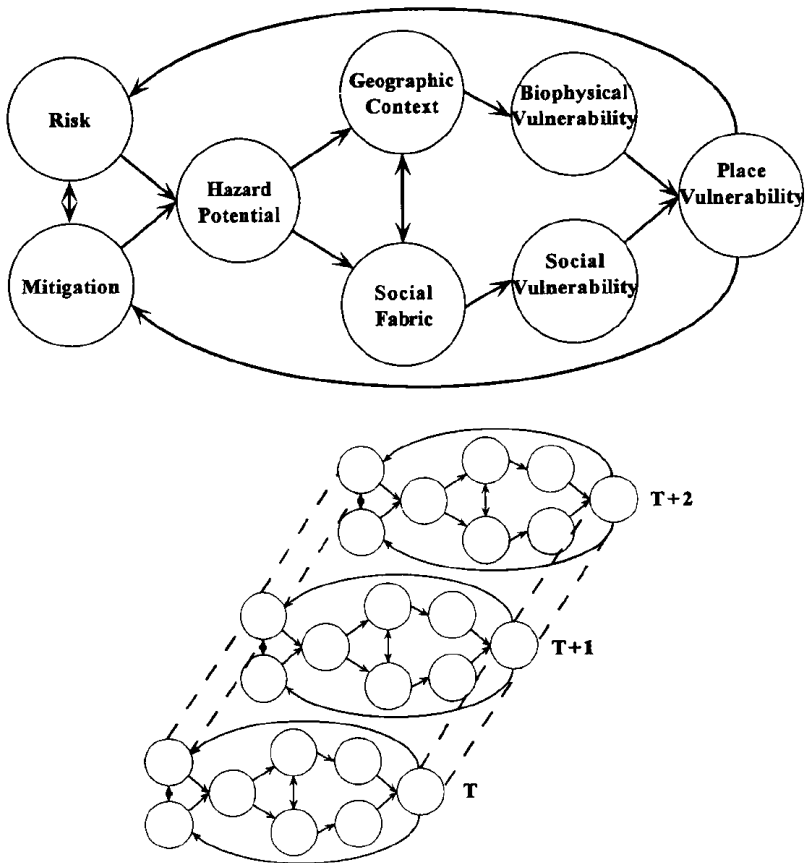 Risk
Mitigation
Hazard
Potential
Geographic
Context
Social
Fabric
Biophysical
Vulnerability
Social
Vulnerability
Place
Vulnerability
T+2
T+1
T